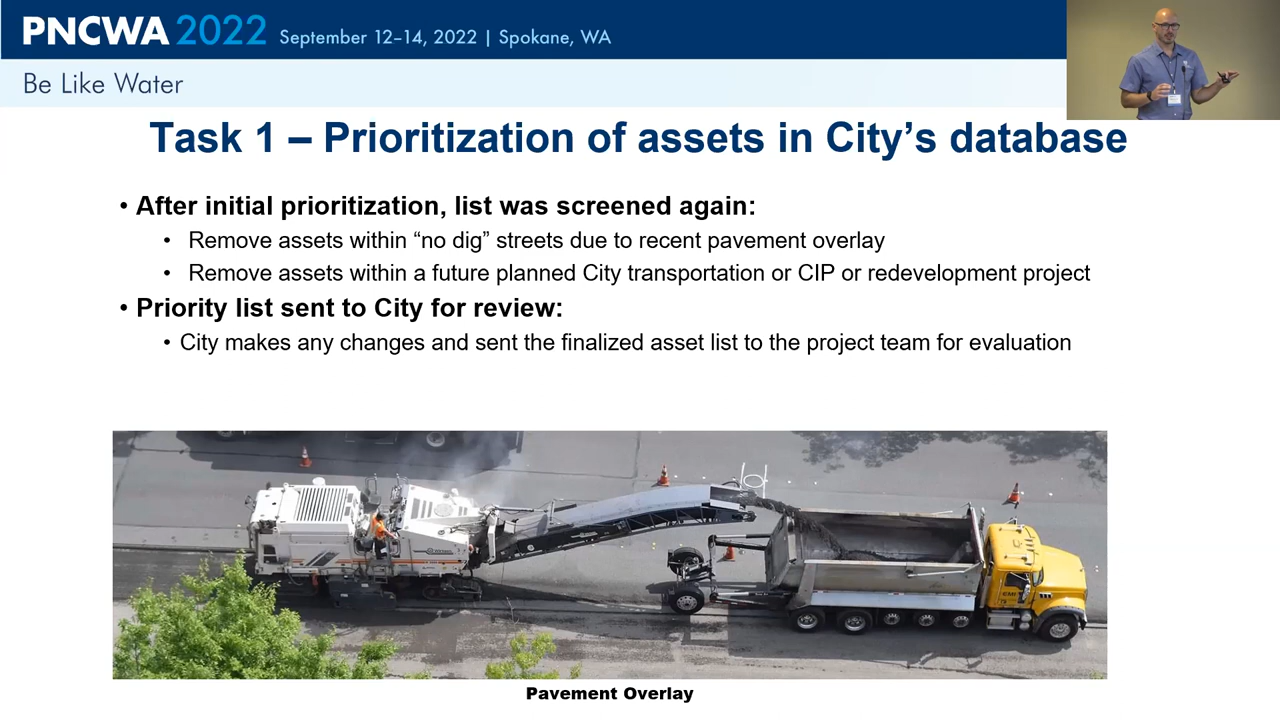 PNCWA 2022 September 12–14, 2022 | Spokane, WA
Be Like Water
Task 1 – Prioritization of assets in City’s database
• After initial prioritization, list was screened again:
• Remove assets within “no dig” streets due to recent pavement overlay
• Remove assets within a future planned City transportation or CIP or redevelopment project
• Priority list sent to City for review:
• City makes any changes and sent the finalized asset list to the project team for evaluation
EMI
Pavement Overlay